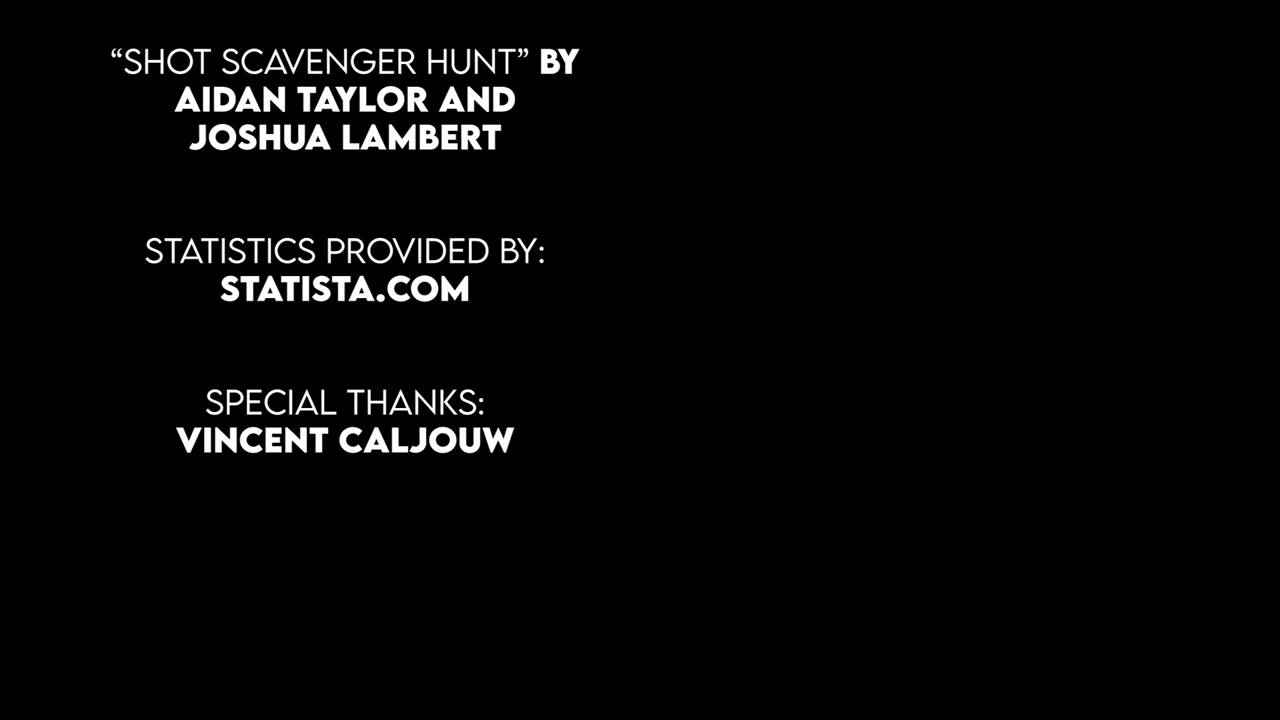 “SHOT SCAVENGER HUNT” BY
AIDAN TAYLOR AND
JOSHUA LAMBERT
STATISTICS PROVIDED BY:
STATISTA.COM
SPECIAL THANKS:
VINCENT CALJOUW